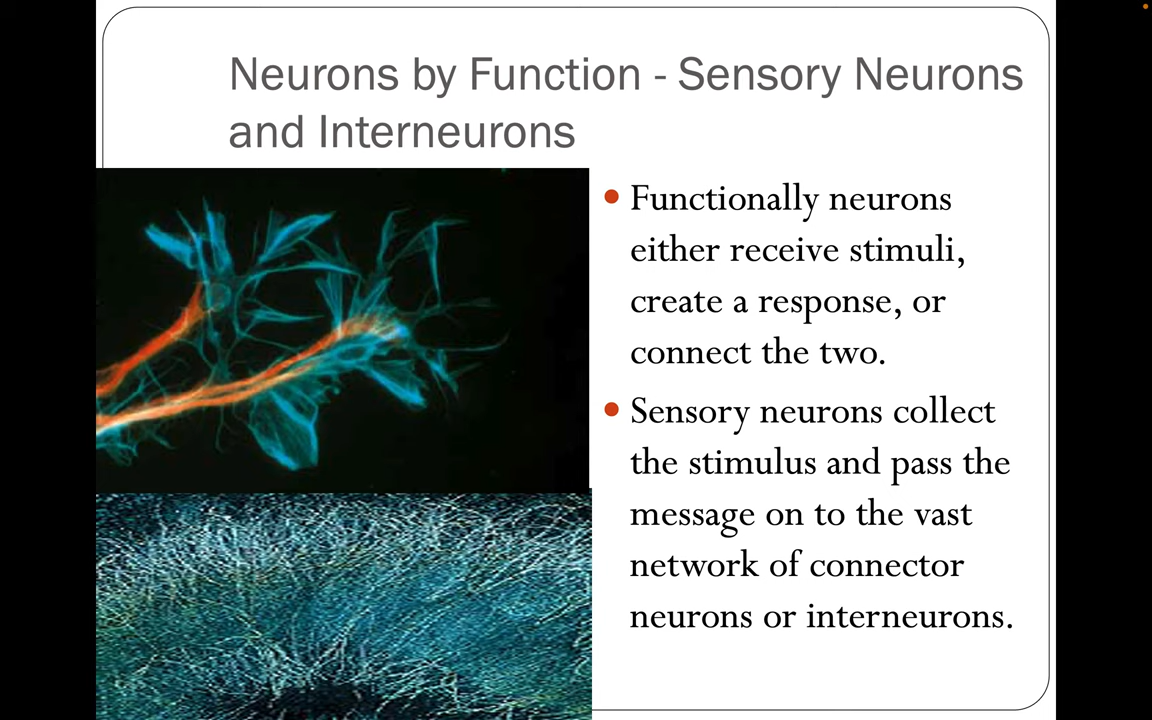 Neurons by Function - Sensory Neurons
and Interneurons
• Functionally neurons
either receive stimuli,
create a response, or
connect the two.
• Sensory neurons collect
the stimulus and pass the
message on to the vast
network of connector
neurons or interneurons.